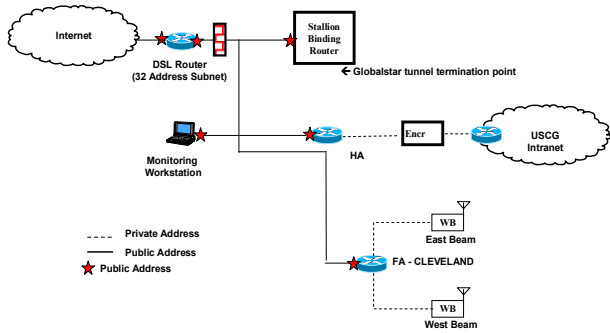 Internet
DSL Router
(32 Address Subnet)
Stallion
Binding
Router
← Globalstar tunnel termination point
Monitoring
Workstation
HA
Encr
USCG
Intranet
WB
East Beam
FA - CLEVELAND
WB
West Beam
Private Address
Public Address
Public Address